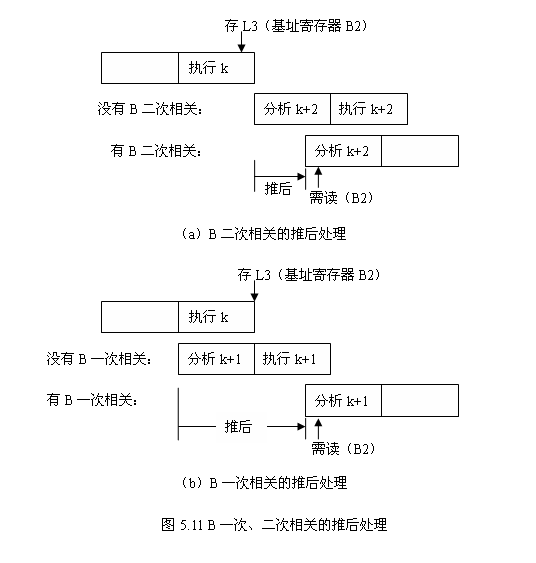 存 L3（基址寄存器 B2）
执行 k
没有 B 二次相关：
分析 k+2 执行 k+2
有 B 二次相关：
分析 k+2
推后
需读（B2）
（a）B 二次相关的推后处理
存 L3（基址寄存器 B2）
执行 k
没有 B 一次相关：
分析 k+1 执行 k+1
有 B 一次相关：
分析 k+1
推后
需读（B2）
（b）B 一次相关的推后处理
图 5.11 B 一次、二次相关的推后处理